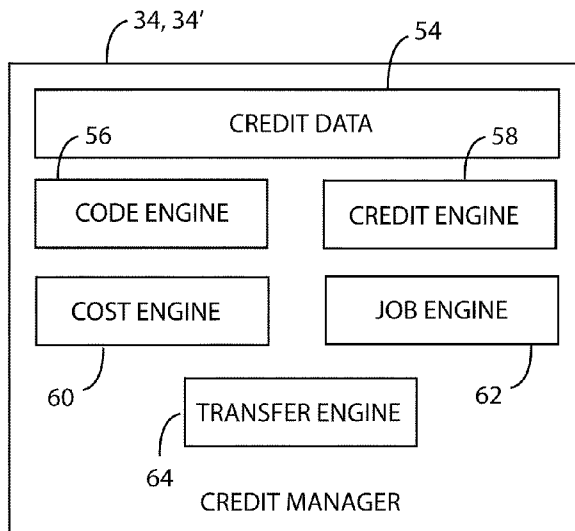 34, 34'
54
CREDIT DATA
56
58
CODE ENGINE
CREDIT ENGINE
COST ENGINE
JOB ENGINE
60
62
TRANSFER ENGINE
64
CREDIT MANAGER